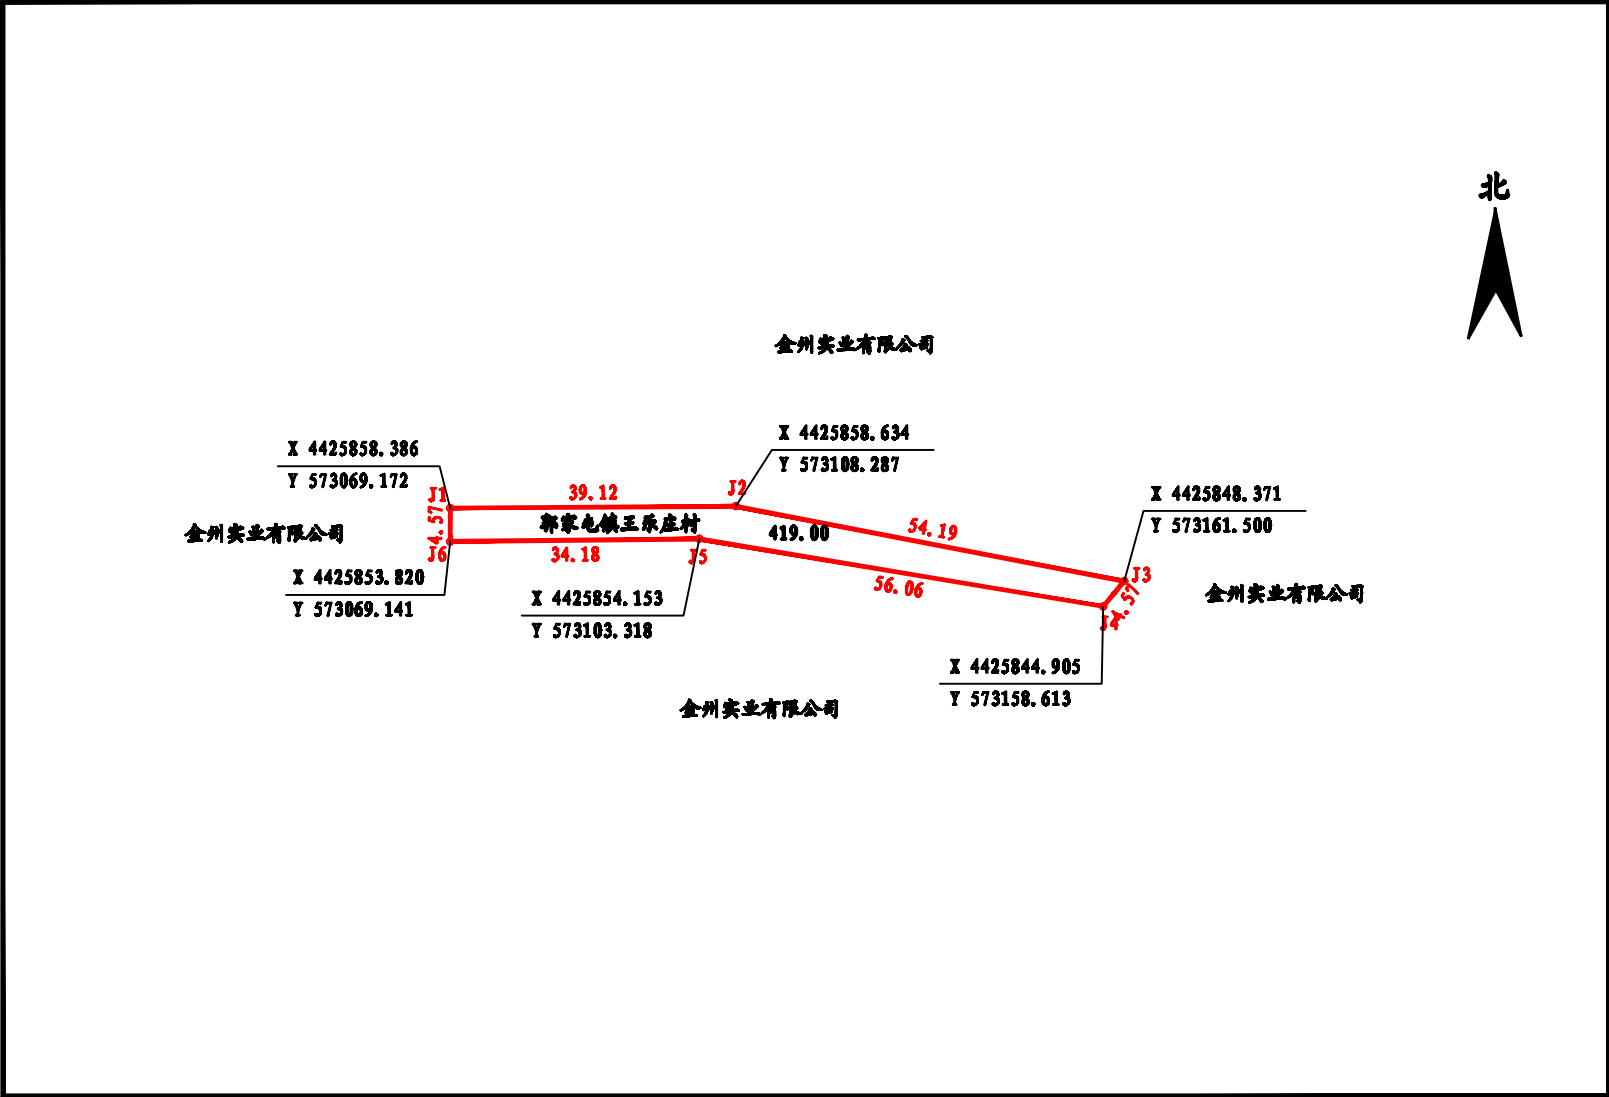 北
金州实业有限公司
X 4425858.634
Y 573108.287
X 4425858.386
Y 573069.172
J1
39.12
J2
X 4425848.371
Y 573161.500
4.57
郭家屯镇王乐庄村
419.00
54.19
金州实业有限公司
J6
34.18
J5
56.06
J3
4.57
J4
金州实业有限公司
X 4425853.820
Y 573069.141
X 4425854.153
Y 573103.318
X 4425844.905
Y 573158.613
金州实业有限公司